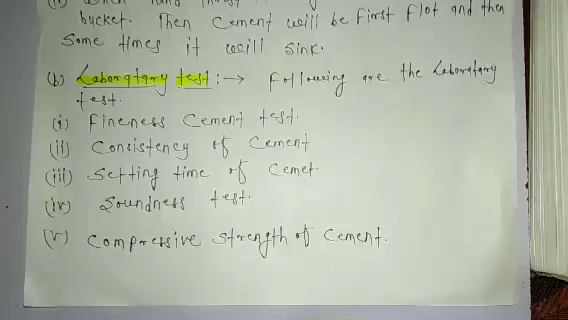 bucket. Then Cement will be First Flot and then
Some times it will Sink.
(b) Laboratary test :→ Following are the Laboratary
test.
(i) Fineness Cement test.
(ii) Consistency of Cement
(iii) Setting time of Cemet.
(iv) Soundness test.
(v) Compressive Strength of Cement.